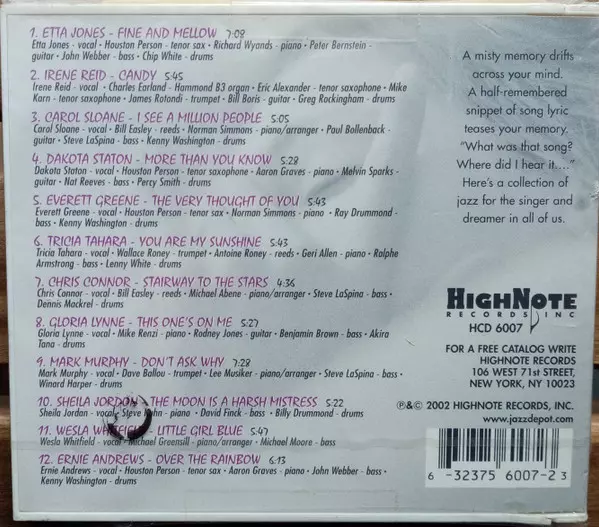 1. ETTA JONES - FINE AND MELLOW 7:08
Etta Jones - vocal • Houston Person - tenor sax • Richard Wyands - piano • Peter Bernstein -
guitar • John Webber - bass • Chip White - drums
2. IRENE REID - CANDY 5:45
Irene Reid - vocal • Charles Earland - Hammond B3 organ • Eric Alexander - tenor saxophone • Mike
Karn - tenor saxophone • James Rotondi - trumpet • Bill Boris - guitar • Greg Rockingham - drums
3. CAROL SLOANE - I SEE A MILLION PEOPLE 5:05
Carol Sloane - vocal • Bill Easley - reeds • Norman Simmons - piano/arranger • Paul Bollenback -
guitar • Steve LaSpina - bass • Kenny Washington - drums
4. DAKOTA STATON - MORE THAN YOU KNOW 5:28
Dakota Staton - vocal • Houston Person - tenor saxophone • Aaron Graves - piano • Melvin Sparks -
guitar • Nat Reeves - bass • Percy Smith - drums
5. EVERETT GREENE - THE VERY THOUGHT OF YOU 5:43
Everett Greene - vocal • Houston Person - tenor sax • Norman Simmons - piano • Ray Drummond -
bass • Kenny Washington - drums
6. TRICIA TAHARA - YOU ARE MY SUNSHINE 5:43
Tricia Tahara - vocal • Wallace Roney - trumpet • Antoine Roney - reeds • Geri Allen - piano • Ralphe
Armstrong - bass • Lenny White - drums
7. CHRIS CONNOR - STAIRWAY TO THE STARS 4:36
Chris Connor - vocal • Bill Easley - reeds • Michael Abene - piano/arranger • Steve LaSpina - bass •
Dennis Mackrel - drums
8. GLORIA LYNNE - THIS ONE'S ON ME 5:27
Gloria Lynne - vocal • Mike Renzi - piano • Rodney Jones - guitar • Benjamin Brown - bass • Akira
Tana - drums
9. MARK MURPHY - DON'T ASK WHY 7:28
Mark Murphy - vocal • Dave Ballou - trumpet • Lee Musiker - piano/arranger • Steve LaSpina - bass •
Winard Harper - drums
10. SHEILA JORDON - THE MOON IS A HARSH MISTRESS 5:22
Sheila Jordon - vocal • Steve Kuhn - piano • David Finck - bass • Billy Drummond - drums
11. WESLA WHITFIELD - LITTLE GIRL BLUE 5:47
Wesla Whitfield - vocal • Michael Greensill - piano/arranger • Michael Moore - bass
12. ERNIE ANDREWS - OVER THE RAINBOW 6:13
Ernie Andrews - vocal • Houston Person - tenor sax • Aaron Graves - piano • John Webber - bass •
Kenny Washington - drums
A misty memory drifts
across your mind.
A half-remembered
snippet of song lyric
teases your memory.
"What was that song?
Where did I hear it...."
Here's a collection of
jazz for the singer and
dreamer in all of us.
HIGHNOTE
RECORDS, INC
HCD 6007
FOR A FREE CATALOG WRITE
HIGHNOTE RECORDS
106 WEST 71st STREET,
NEW YORK, NY 10023
℗&© 2002 HIGHNOTE RECORDS, INC.
www.jazzdepot.com
6 32375 6007-2 3